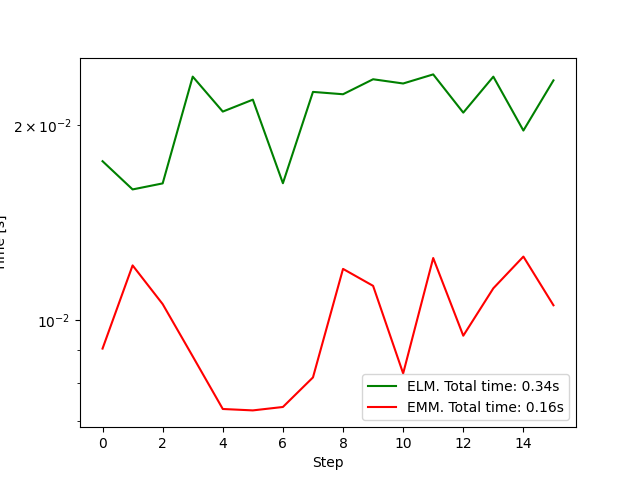 2 × 10⁻²
10⁻²
[s]
ELM. Total time: 0.34s
EMM. Total time: 0.16s
0 2 4 6 8 10 12 14
Step